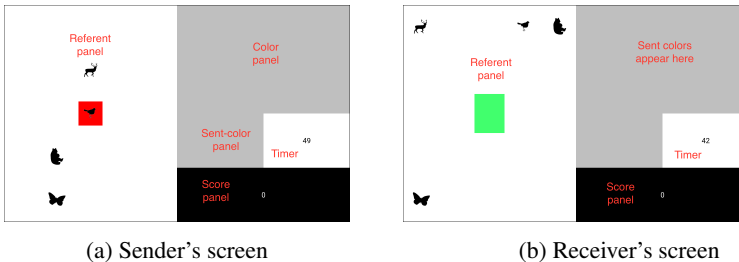 Referent
panel
Color
panel
Sent-color
panel
49
Timer
Score
panel
0
(a) Sender's screen
Referent
panel
Sent colors
appear here
42
Timer
Score
panel
0
(b) Receiver's screen